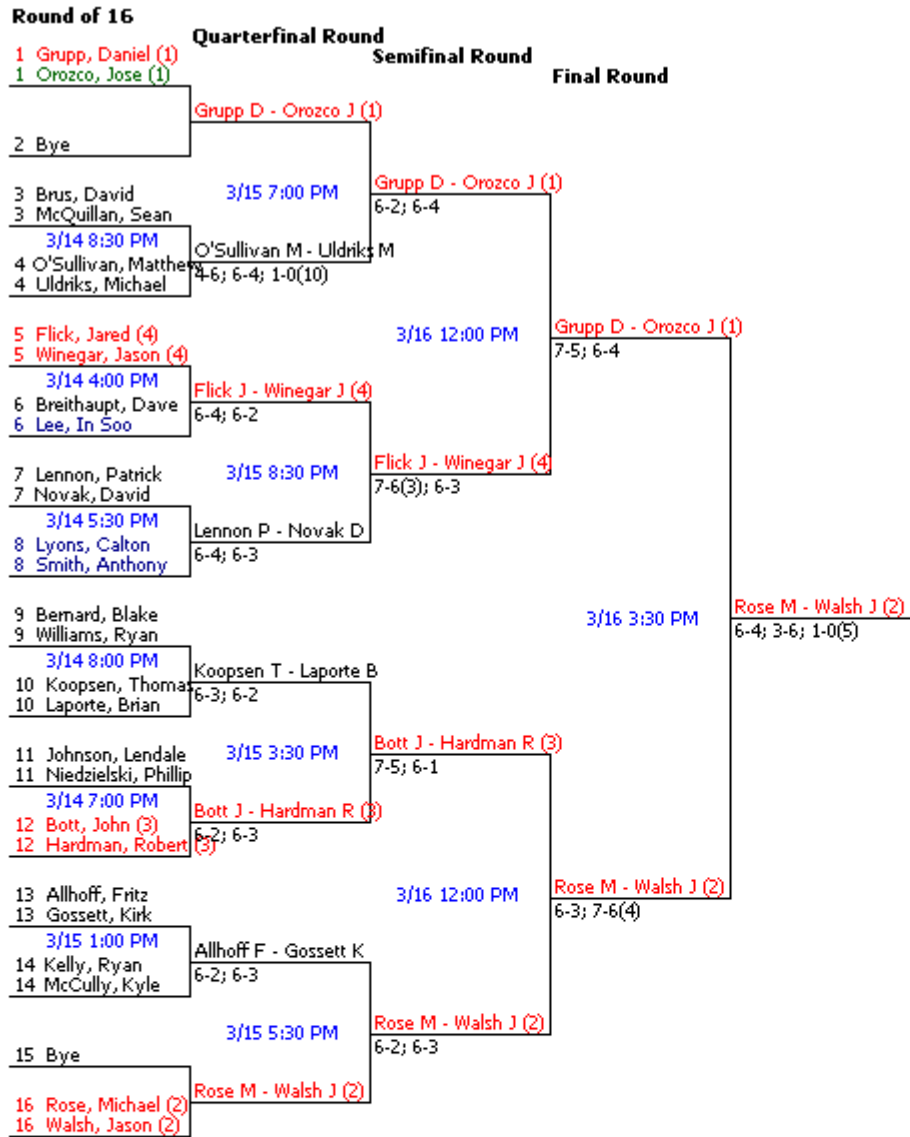 Round of 16
Quarterfinal Round
Semifinal Round
Final Round
1 Grupp, Daniel (1)
1 Orozco, Jose (1)
Grupp D - Orozco J (1)
2 Bye
3/15 7:00 PM
Grupp D - Orozco J (1)
6-2; 6-4
3 Brus, David
3 McQuillan, Sean
3/14 8:30 PM
O'Sullivan M - Uldriks M
4-6; 6-4; 1-0(10)
4 O'Sullivan, Matthew
4 Uldriks, Michael
3/16 12:00 PM
Grupp D - Orozco J (1)
7-5; 6-4
5 Flick, Jared (4)
5 Winegar, Jason (4)
3/14 4:00 PM
Flick J - Winegar J (4)
6-4; 6-2
6 Breithaupt, Dave
6 Lee, In Soo
3/15 8:30 PM
Flick J - Winegar J (4)
7-6(3); 6-3
7 Lennon, Patrick
7 Novak, David
3/14 5:30 PM
Lennon P - Novak D
6-4; 6-3
8 Lyons, Calton
8 Smith, Anthony
3/16 3:30 PM
Rose M - Walsh J (2)
6-4; 3-6; 1-0(5)
9 Bernard, Blake
9 Williams, Ryan
3/14 8:00 PM
Koopsen T - Laporte B
6-3; 6-2
10 Koopsen, Thomas
10 Laporte, Brian
3/15 3:30 PM
Bott J - Hardman R (3)
7-5; 6-1
11 Johnson, Lendale
11 Niedzielski, Phillip
3/14 7:00 PM
Bott J - Hardman R (3)
6-2; 6-3
12 Bott, John (3)
12 Hardman, Robert (3)
3/16 12:00 PM
Rose M - Walsh J (2)
6-3; 7-6(4)
13 Allhoff, Fritz
13 Gossett, Kirk
3/15 1:00 PM
Allhoff F - Gossett K
6-2; 6-3
14 Kelly, Ryan
14 McCully, Kyle
3/15 5:30 PM
Rose M - Walsh J (2)
6-2; 6-3
15 Bye
Rose M - Walsh J (2)
16 Rose, Michael (2)
16 Walsh, Jason (2)